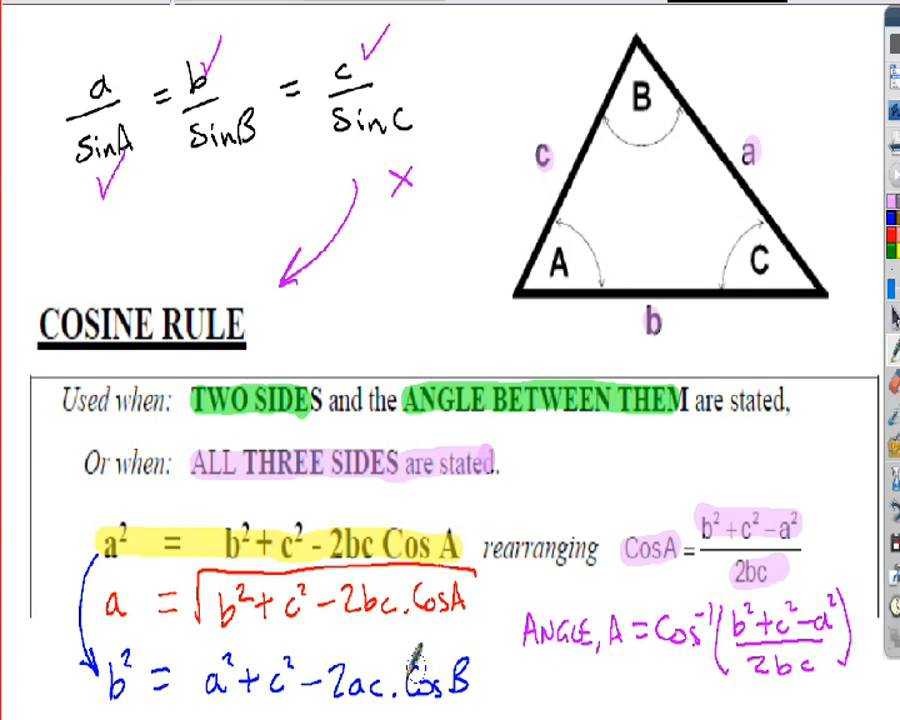 a/sinA = b/sinB = c/sinC
B
c
a
A
C
b
COSINE RULE
Used when: TWO SIDES and the ANGLE BETWEEN THEM are stated,
Or when: ALL THREE SIDES are stated.
a² = b² + c² - 2bc Cos A rearranging CosA = (b² + c² - a²)/2bc
a = √(b² + c² - 2bc.CosA)
ANGLE, A = Cos⁻¹((b² + c² - a²)/2bc)
b² = a² + c² - 2ac.CosB